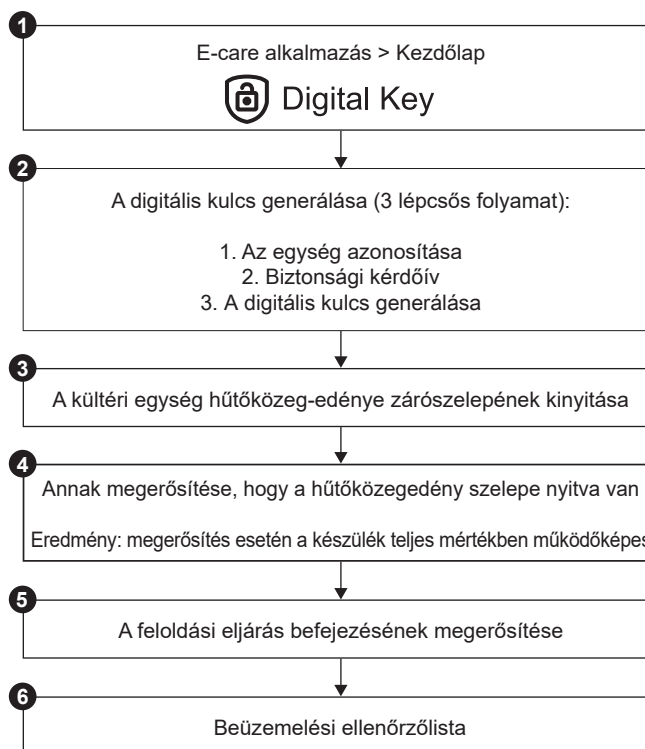 1
E-care alkalmazás > Kezdőlap
Digital Key
2
A digitális kulcs generálása (3 lépcsős folyamat):
1. Az egység azonosítása
2. Biztonsági kérdőív
3. A digitális kulcs generálása
3
A kültéri egység hűtőközeg-edénye zárószelepének kinyitása
4
Annak megerősítése, hogy a hűtőközegedény szelepe nyitva van
Eredmény: megerősítés esetén a készülék teljes mértékben működőképes
5
A feloldási eljárás befejezésének megerősítése
6
Beüzemelési ellenőrzőlista